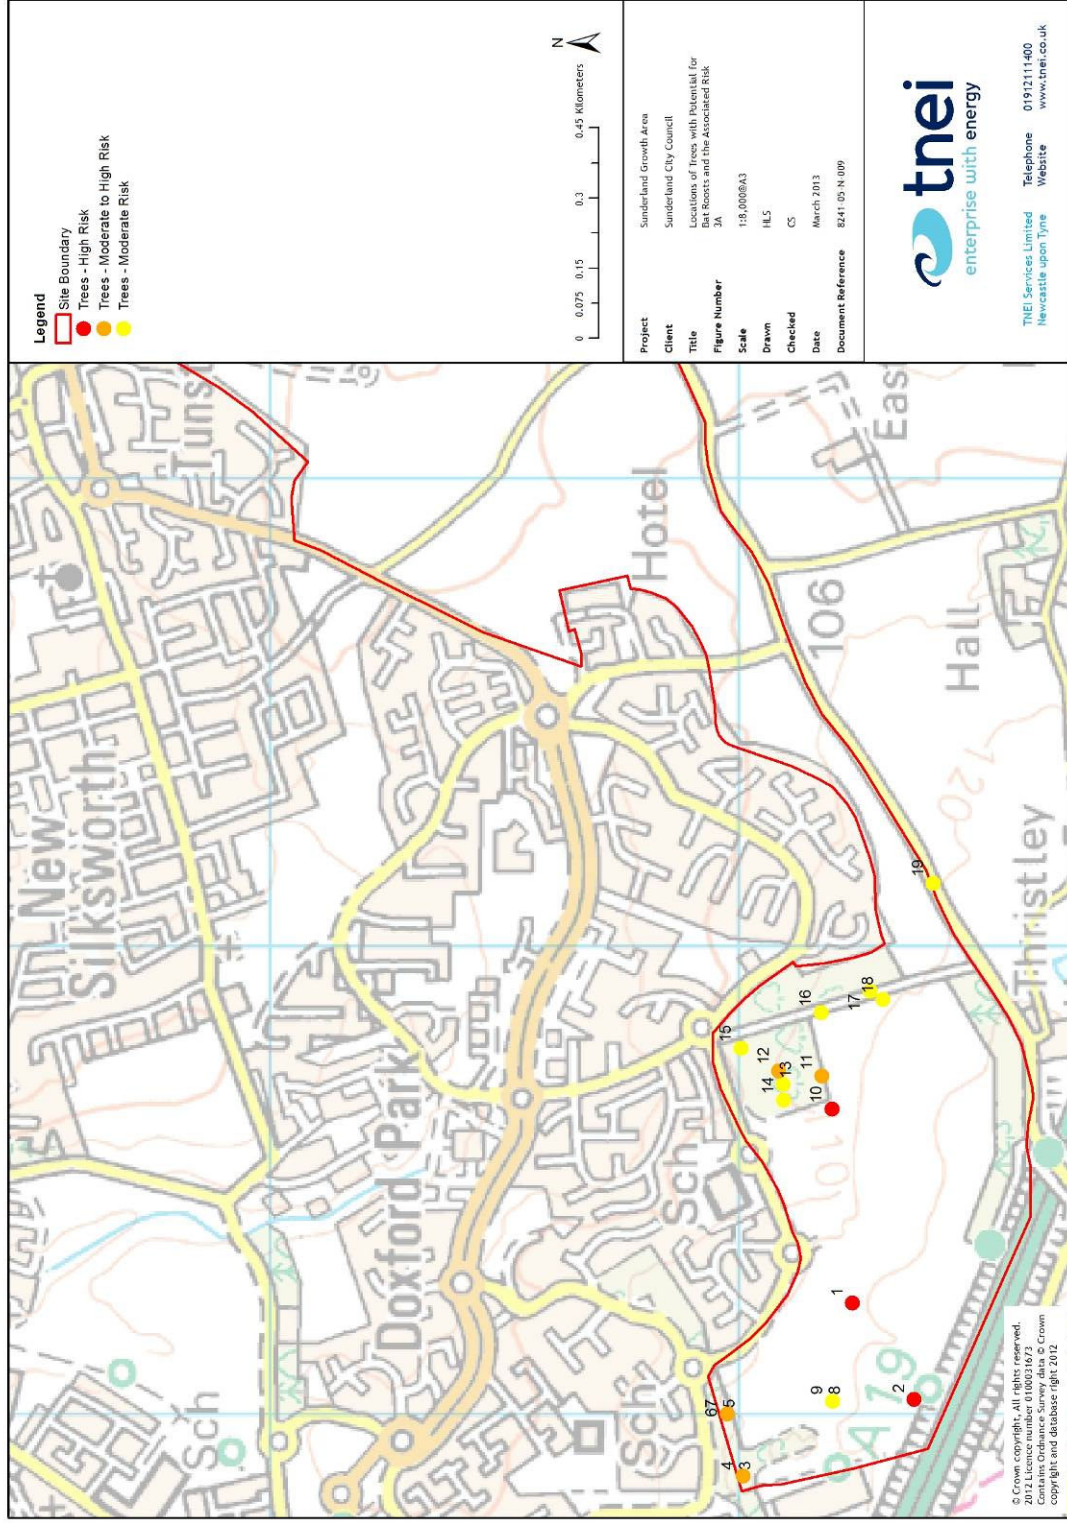 Legend
Site Boundary
Trees - High Risk
Trees - Moderate to High Risk
Trees - Moderate Risk
N
0 0.075 0.15 0.3 0.45 Kilometers
Project Sunderland Growth Area
Client Sunderland City Council
Title Locations of Trees with Potential for
Bat Roosts and the Associated Risk
Figure Number 3A
Scale 1:8,000@A3
Drawn HLS
Checked CS
Date March 2013
Document Reference 8241-05-N-009
tnei
enterprise with energy
TNEI Services Limited Telephone 01912111400
Newcastle upon Tyne Website www.tnei.co.uk
New
Silksworth
Tunst
Doxford Park
Sch
Sch
Sch
Hotel
106
East
Hall
120
Thristley
101
A 19
1
2
3
4
5
67
8
9
10
11
12
13
14
15
16
17
18
19
© Crown copyright, All rights reserved.
2012 Licence number 0100031673
Contains Ordnance Survey data © Crown
copyright and database right 2012